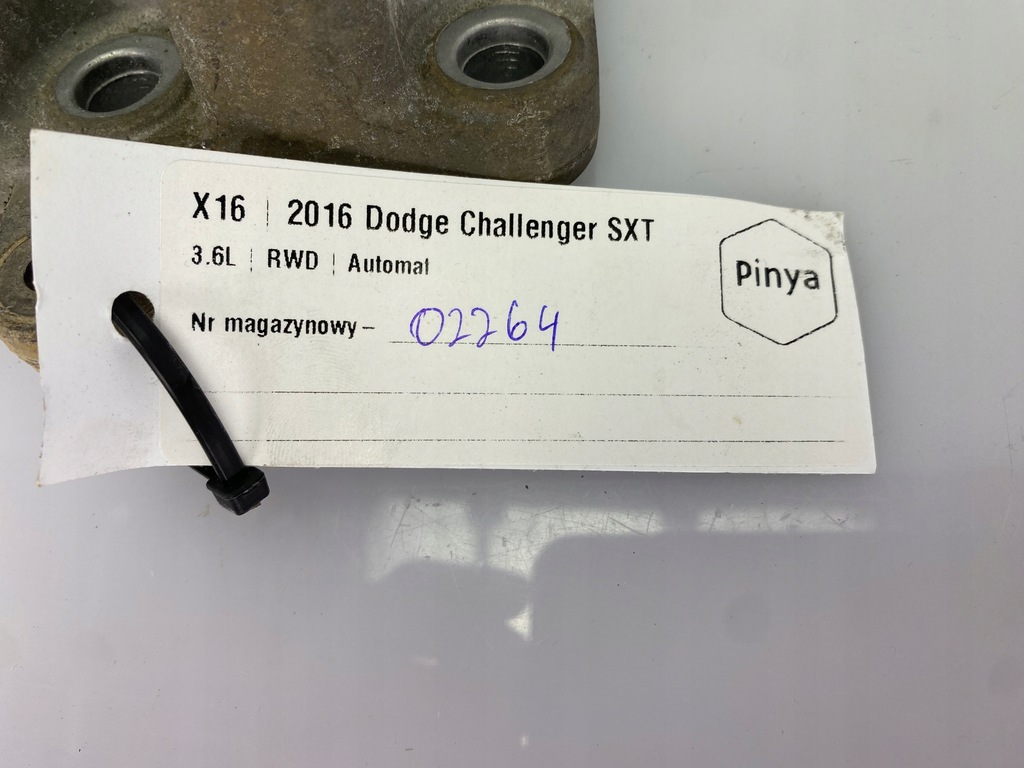 X16 | 2016 Dodge Challenger SXT
3.6L | RWD | Automat
Pinya
Nr magazynowy – 02264